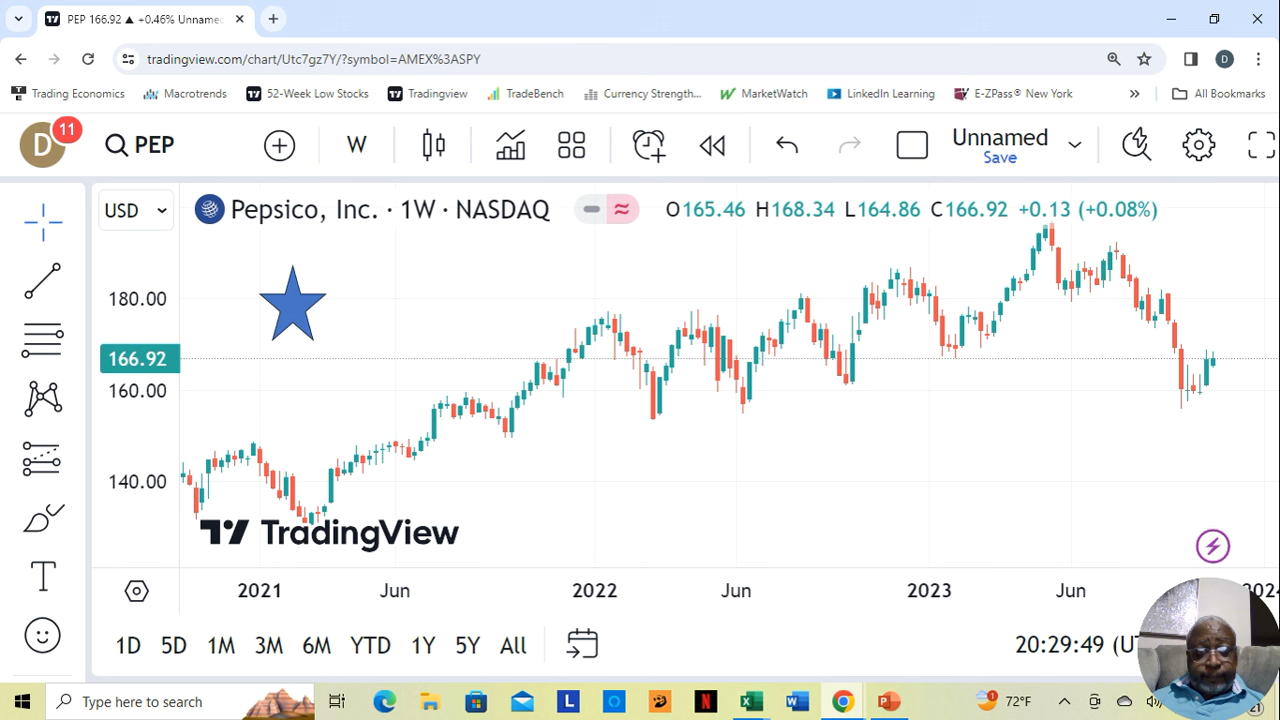 PEP 166.92 ▲ +0.46% Unname
tradingview.com/chart/Utc7gz7Y/?symbol=AMEX%3ASPY
Trading Economics Macrotrends 52-Week Low Stocks Tradingview TradeBench Currency Strength... MarketWatch LinkedIn Learning E-ZPass® New York » All Bookmarks
D 11 PEP W Unnamed
Save
USD Pepsico, Inc. · 1W · NASDAQ O165.46 H168.34 L164.86 C166.92 +0.13 (+0.08%)
180.00
166.92
160.00
140.00
TradingView
2021 Jun 2022 Jun 2023 Jun 2024
1D 5D 1M 3M 6M YTD 1Y 5Y All 20:29:49 (UT
Type here to search 72°F